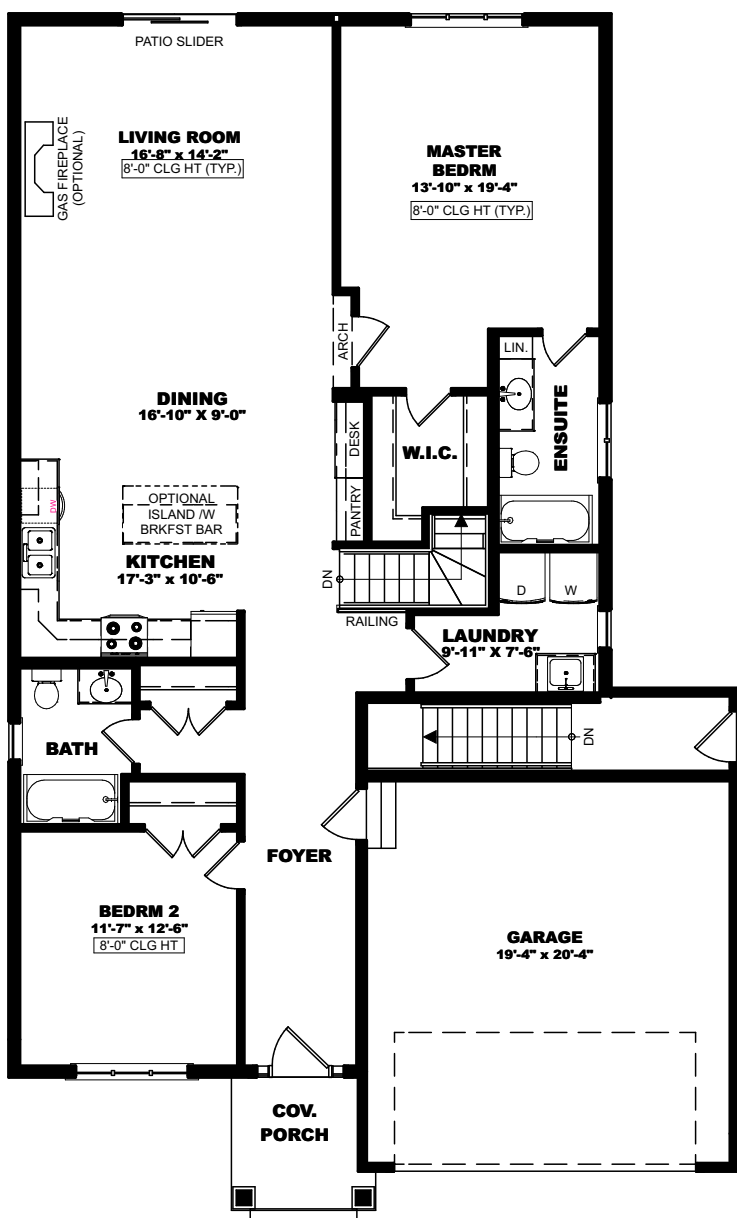 PATIO SLIDER
LIVING ROOM
16'-8" x 14'-2"
8'-0" CLG HT (TYP.)
GAS FIREPLACE
(OPTIONAL)
MASTER
BEDRM
13'-10" x 19'-4"
8'-0" CLG HT (TYP.)
ARCH
LIN.
DINING
16'-10" X 9'-0"
DESK
W.I.C.
ENSUITE
PANTRY
DW
OPTIONAL
ISLAND /W
BRKFST BAR
KITCHEN
17'-3" x 10'-6"
DN
RAILING
D
W
LAUNDRY
9'-11" X 7'-6"
BATH
DN
FOYER
BEDRM 2
11'-7" x 12'-6"
8'-0" CLG HT
GARAGE
19'-4" x 20'-4"
COV.
PORCH